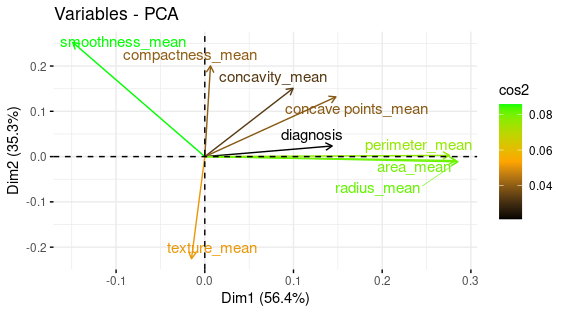 Variables - PCA
smoothness_mean
compactness_mean
concavity_mean
concave points_mean
diagnosis
perimeter_mean
area_mean
radius_mean
texture_mean
0.2
0.1
0.0
-0.1
-0.2
Dim2 (35.3%)
-0.1
0.0
0.1
0.2
0.3
Dim1 (56.4%)
cos2
0.08
0.06
0.04